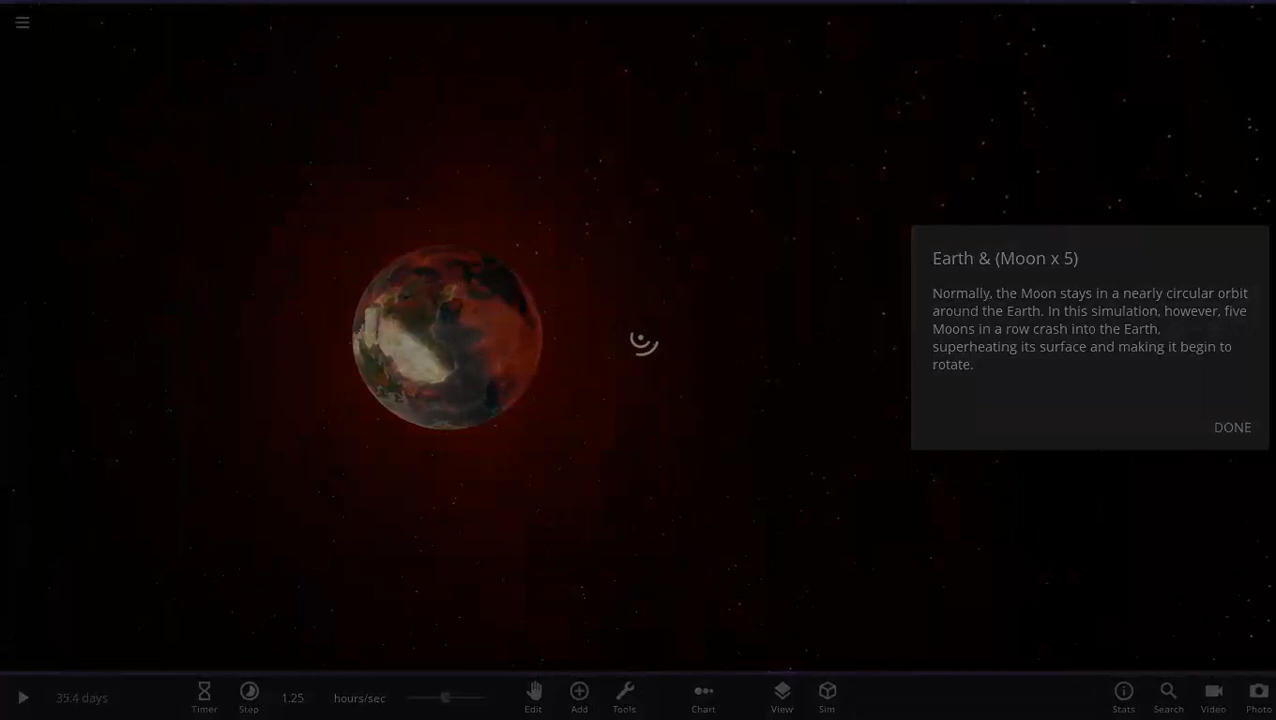 Earth & (Moon x 5)
Normally, the Moon stays in a nearly circular orbit
around the Earth. In this simulation, however, five
Moons in a row crash into the Earth,
superheating its surface and making it begin to
rotate.
DONE
35.4 days
Timer
Step
1.25
hours/sec
Edit
Add
Tools
Chart
View
Sim
Stats
Search
Video
Photo